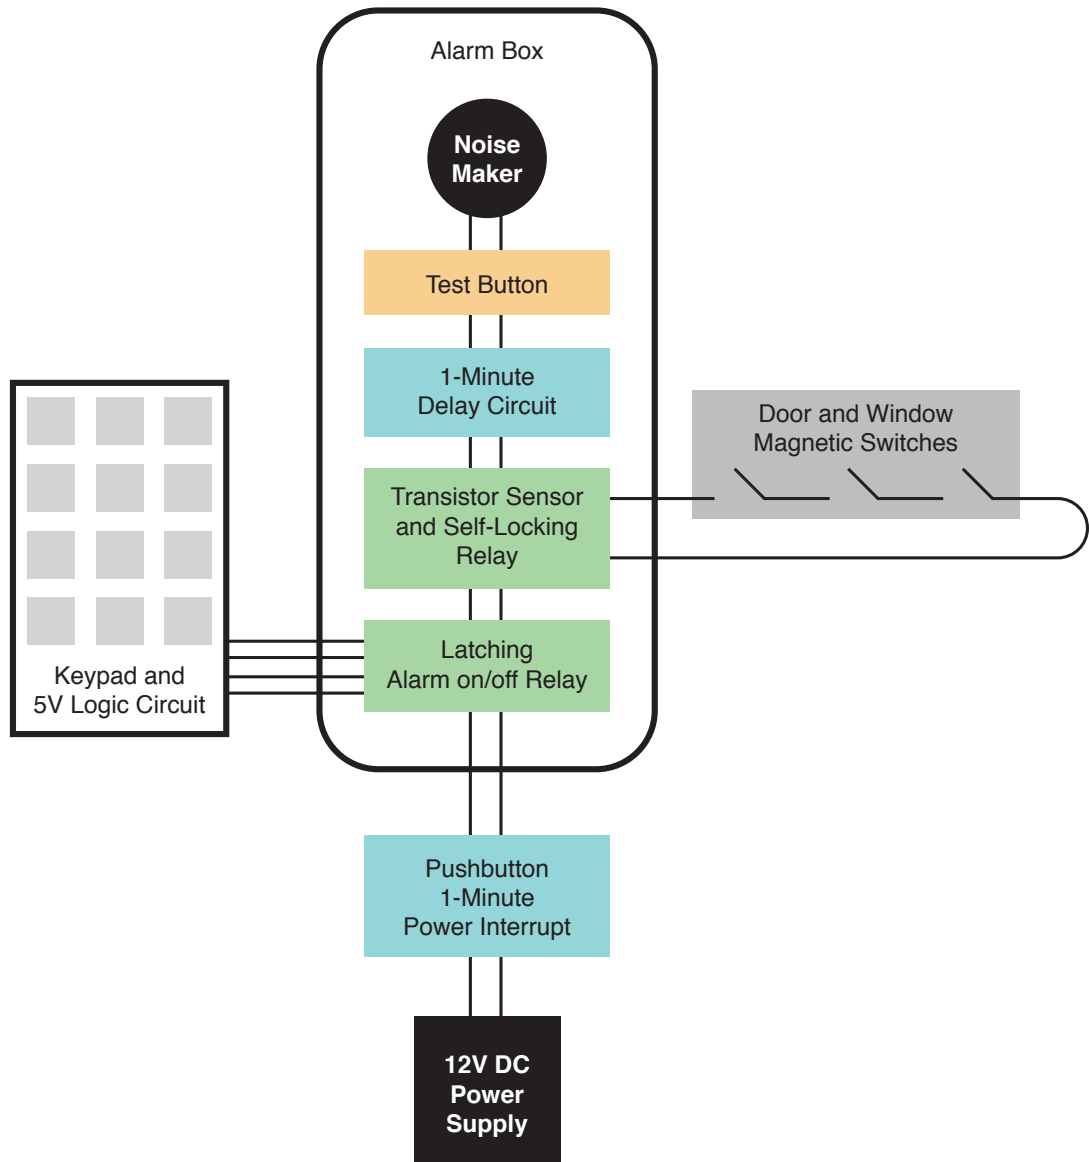 Alarm Box
Noise
Maker
Test Button
1-Minute
Delay Circuit
Door and Window
Magnetic Switches
Transistor Sensor
and Self-Locking
Relay
Latching
Alarm on/off Relay
Keypad and
5V Logic Circuit
Pushbutton
1-Minute
Power Interrupt
12V DC
Power
Supply